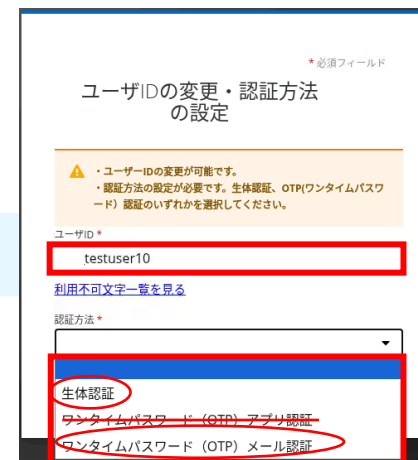 * 必須フィールド
ユーザIDの変更・認証方法
の設定
・ユーザーIDの変更が可能です。
・認証方法の設定が必要です。生体認証、OTP(ワンタイムパスワ
ード）認証のいずれかを選択してください。
ユーザID *
testuser10
利用不可文字一覧を見る
認証方法 *
生体認証
ワンタイムパスワード（OTP）アプリ認証
ワンタイムパスワード（OTP）メール認証